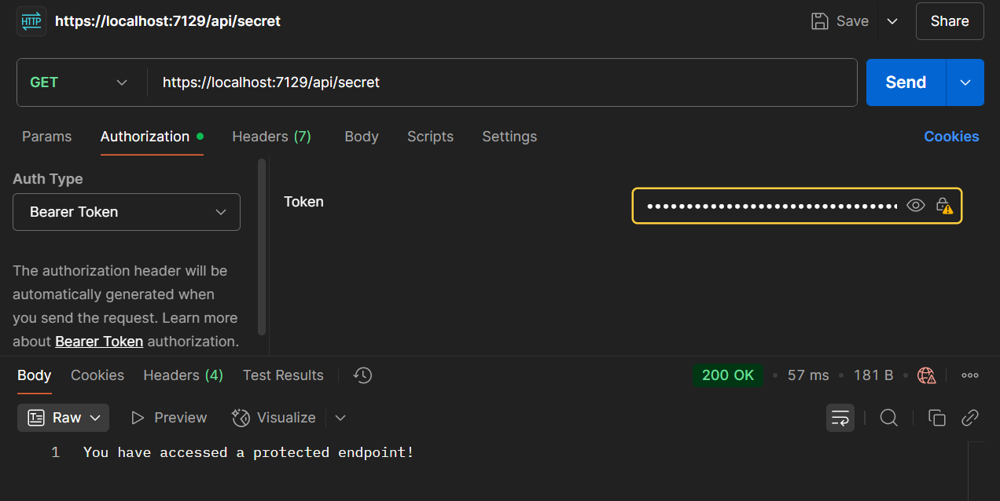 HTTP https://localhost:7129/api/secret Save Share
GET https://localhost:7129/api/secret Send
Params Authorization Headers (7) Body Scripts Settings Cookies
Auth Type
Bearer Token
The authorization header will be
automatically generated when
you send the request. Learn more
about Bearer Token authorization.
Token
Body Cookies Headers (4) Test Results 200 OK • 57 ms • 181 B •
Raw Preview Visualize
1 You have accessed a protected endpoint!